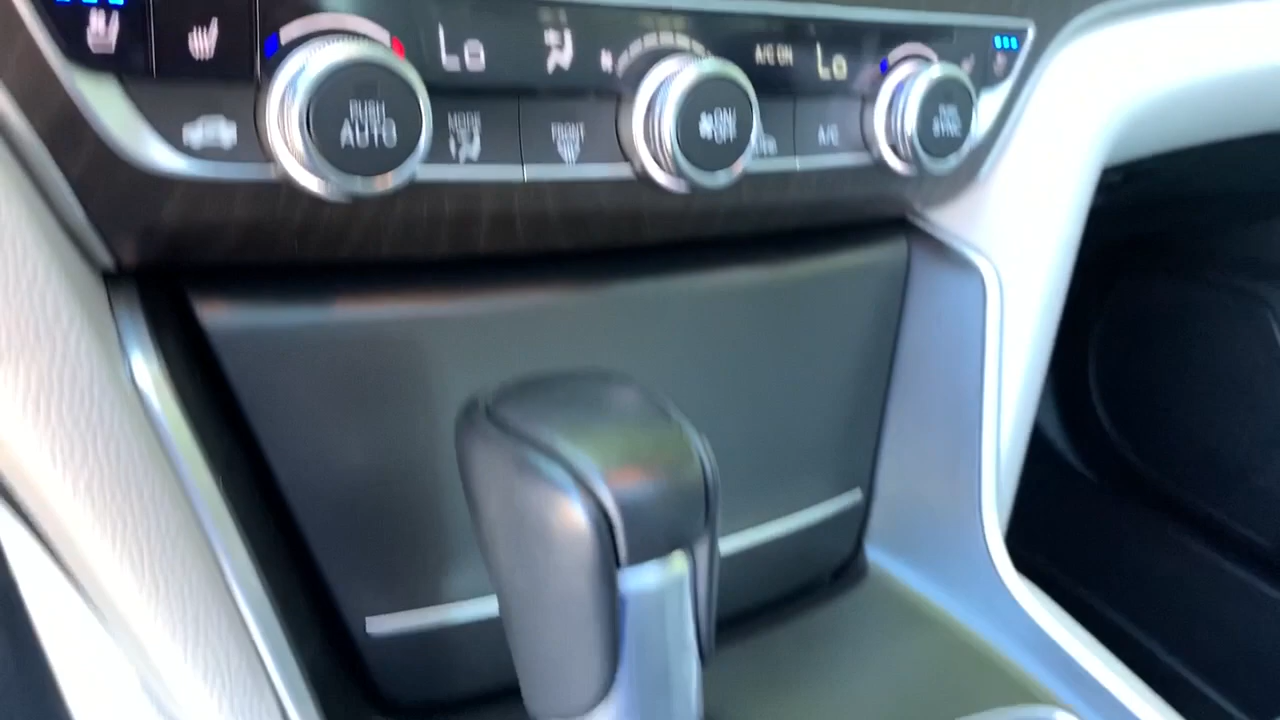 Lo
A/C ON
Lo
PUSH
AUTO
MODE
FRONT
ON/
OFF
A/C
SYNC